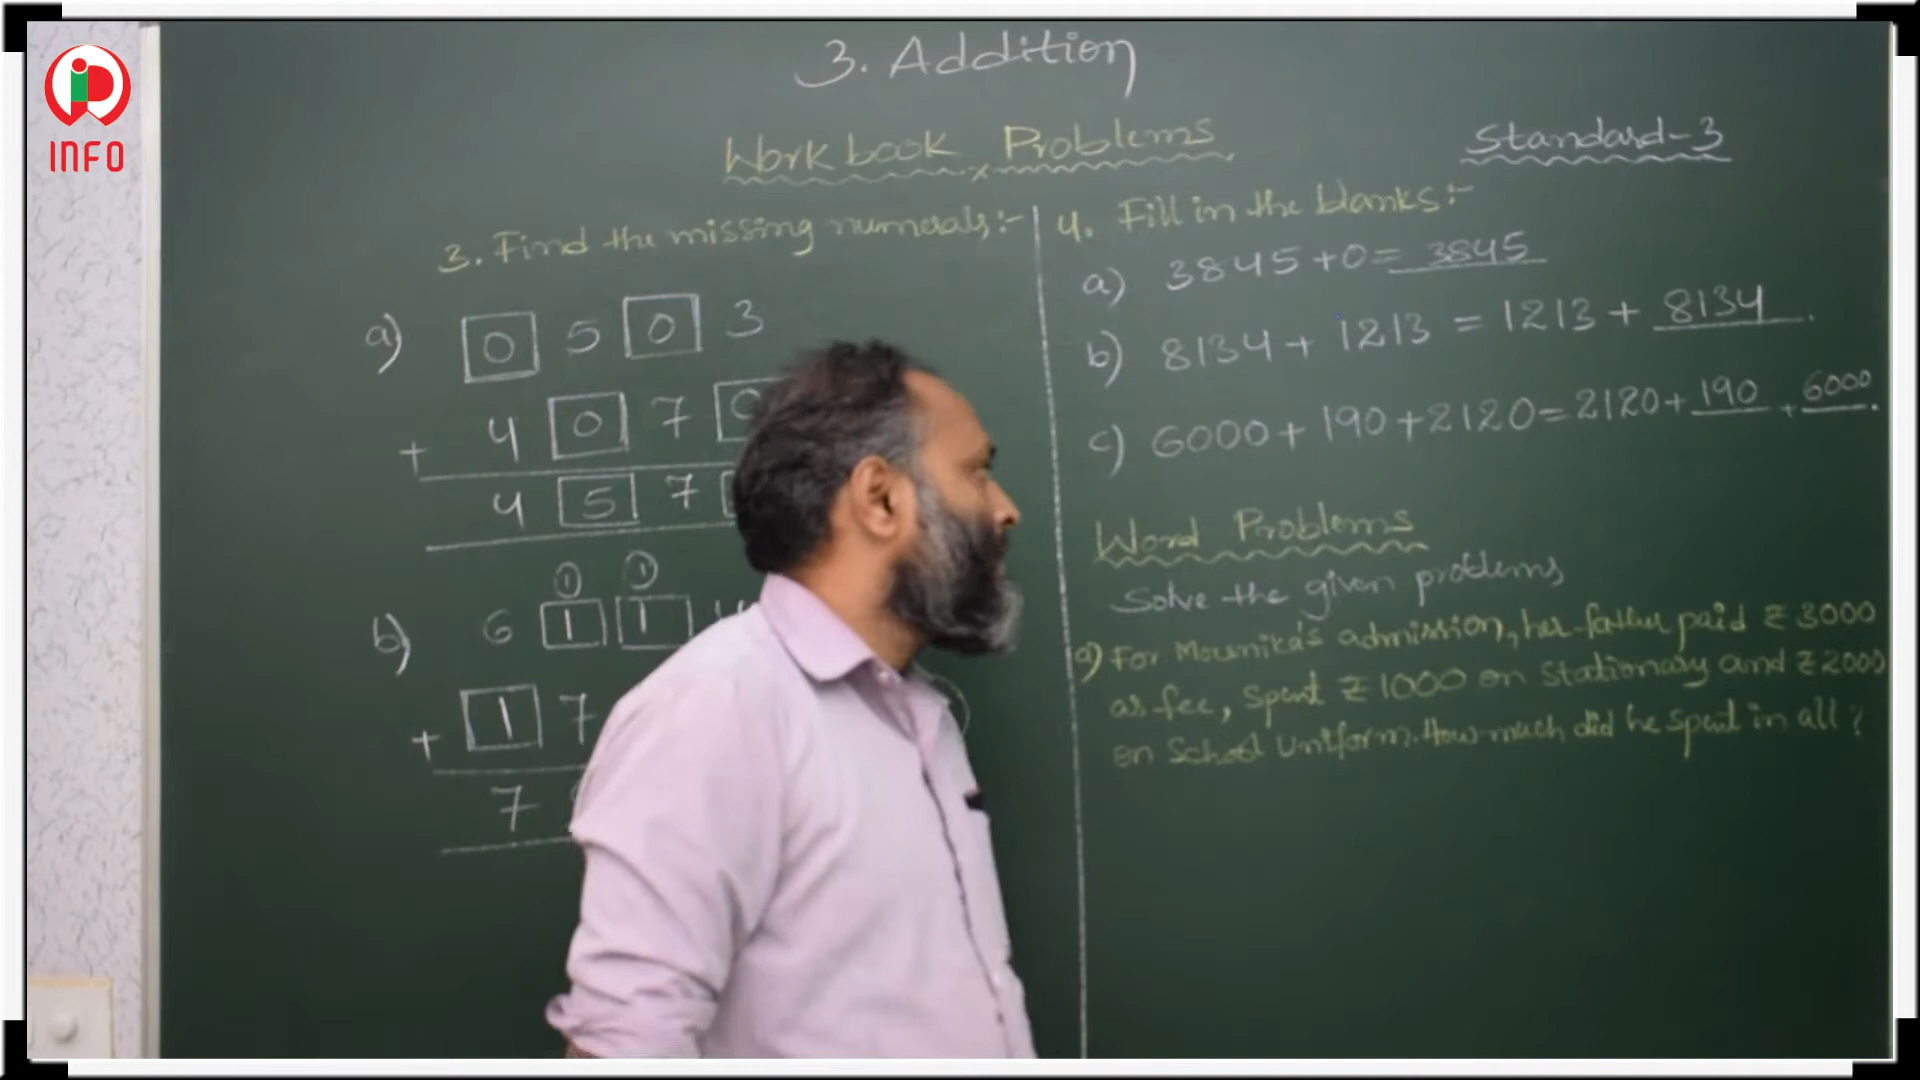 INFO
3. Addition
Workbook Problems
Standard-3
3. Find the missing numerals:-
a) 0 5 0 3
+ 4 0 7
4 5 7
b) 6 1 1
1 1
+ 1 7
7
4. Fill in the blanks:-
a) 3845+0= 3845
b) 8134+ 1213 = 1213 + 8134.
c) 6000+190+2120=2120+ 190 + 6000.
Word Problems
Solve the given problems
a) For Mounika's admission, her father paid ₹ 3000
as fee, spent ₹ 1000 on stationary and ₹ 2000
on School Uniform. How much did he spent in all ?